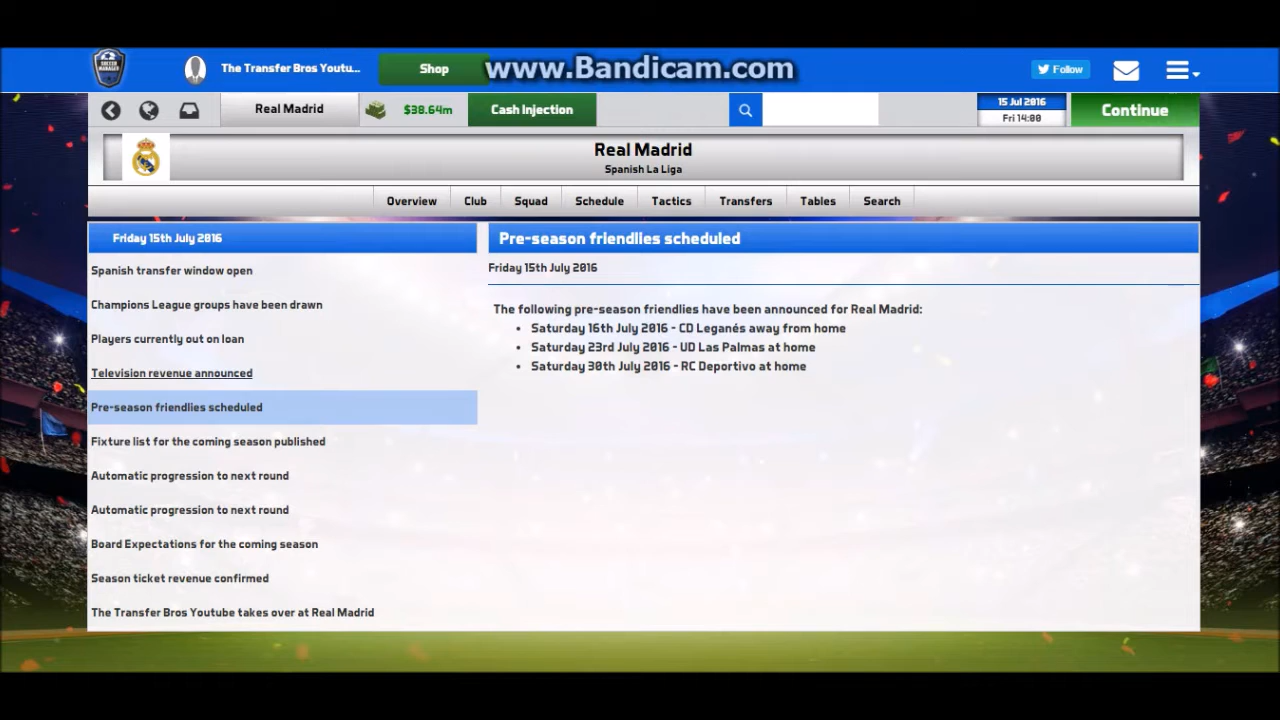 www.Bandicam.com
SOCCER MANAGER
The Transfer Bros Youtu...
Shop
Follow
Real Madrid
$38.64m
Cash Injection
15 Jul 2016
Fri 14:00
Continue
Real Madrid
Spanish La Liga
Overview Club Squad Schedule Tactics Transfers Tables Search
Friday 15th July 2016
Spanish transfer window open
Champions League groups have been drawn
Players currently out on loan
Television revenue announced
Pre-season friendlies scheduled
Fixture list for the coming season published
Automatic progression to next round
Automatic progression to next round
Board Expectations for the coming season
Season ticket revenue confirmed
The Transfer Bros Youtube takes over at Real Madrid
Pre-season friendlies scheduled
Friday 15th July 2016
The following pre-season friendlies have been announced for Real Madrid:
• Saturday 16th July 2016 - CD Leganés away from home
• Saturday 23rd July 2016 - UD Las Palmas at home
• Saturday 30th July 2016 - RC Deportivo at home